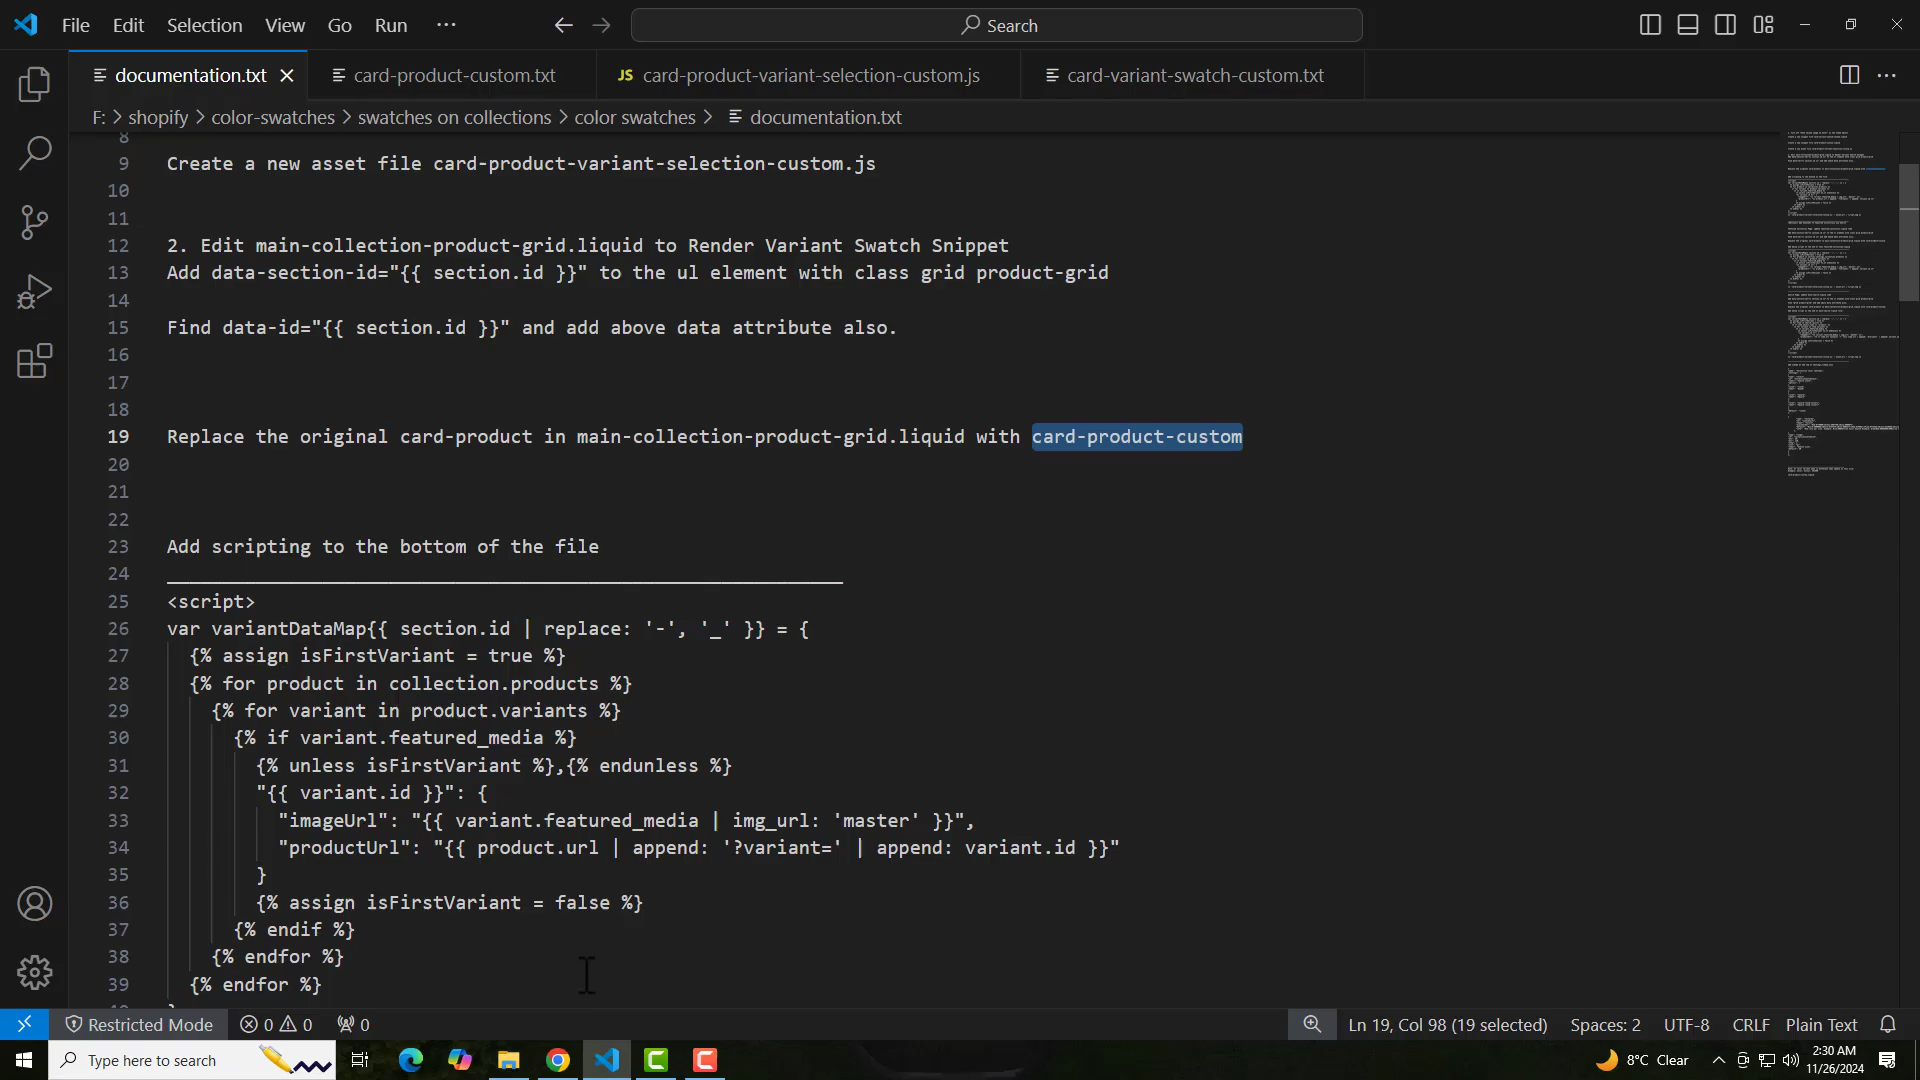 File Edit Selection View Go Run ··· Search
documentation.txt card-product-custom.txt JS card-product-variant-selection-custom.js card-variant-swatch-custom.txt
F: > shopify > color-swatches > swatches on collections > color swatches > documentation.txt
8
9 Create a new asset file card-product-variant-selection-custom.js
10
11
12 2. Edit main-collection-product-grid.liquid to Render Variant Swatch Snippet
13 Add data-section-id="{{ section.id }}" to the ul element with class grid product-grid
14
15 Find data-id="{{ section.id }}" and add above data attribute also.
16
17
18
19 Replace the original card-product in main-collection-product-grid.liquid with card-product-custom
20
21
22
23 Add scripting to the bottom of the file
24 _____________________________________________________________
25 <script>
26 var variantDataMap{{ section.id | replace: '-', '_' }} = {
27 {% assign isFirstVariant = true %}
28 {% for product in collection.products %}
29 {% for variant in product.variants %}
30 {% if variant.featured_media %}
31 {% unless isFirstVariant %},{% endunless %}
32 "{{ variant.id }}": {
33 "imageUrl": "{{ variant.featured_media | img_url: 'master' }}",
34 "productUrl": "{{ product.url | append: '?variant=' | append: variant.id }}"
35 }
36 {% assign isFirstVariant = false %}
37 {% endif %}
38 {% endfor %}
39 {% endfor %}
Restricted Mode 0 0 0 Ln 19, Col 98 (19 selected) Spaces: 2 UTF-8 CRLF Plain Text
Type here to search 8°C Clear 2:30 AM
11/26/2024